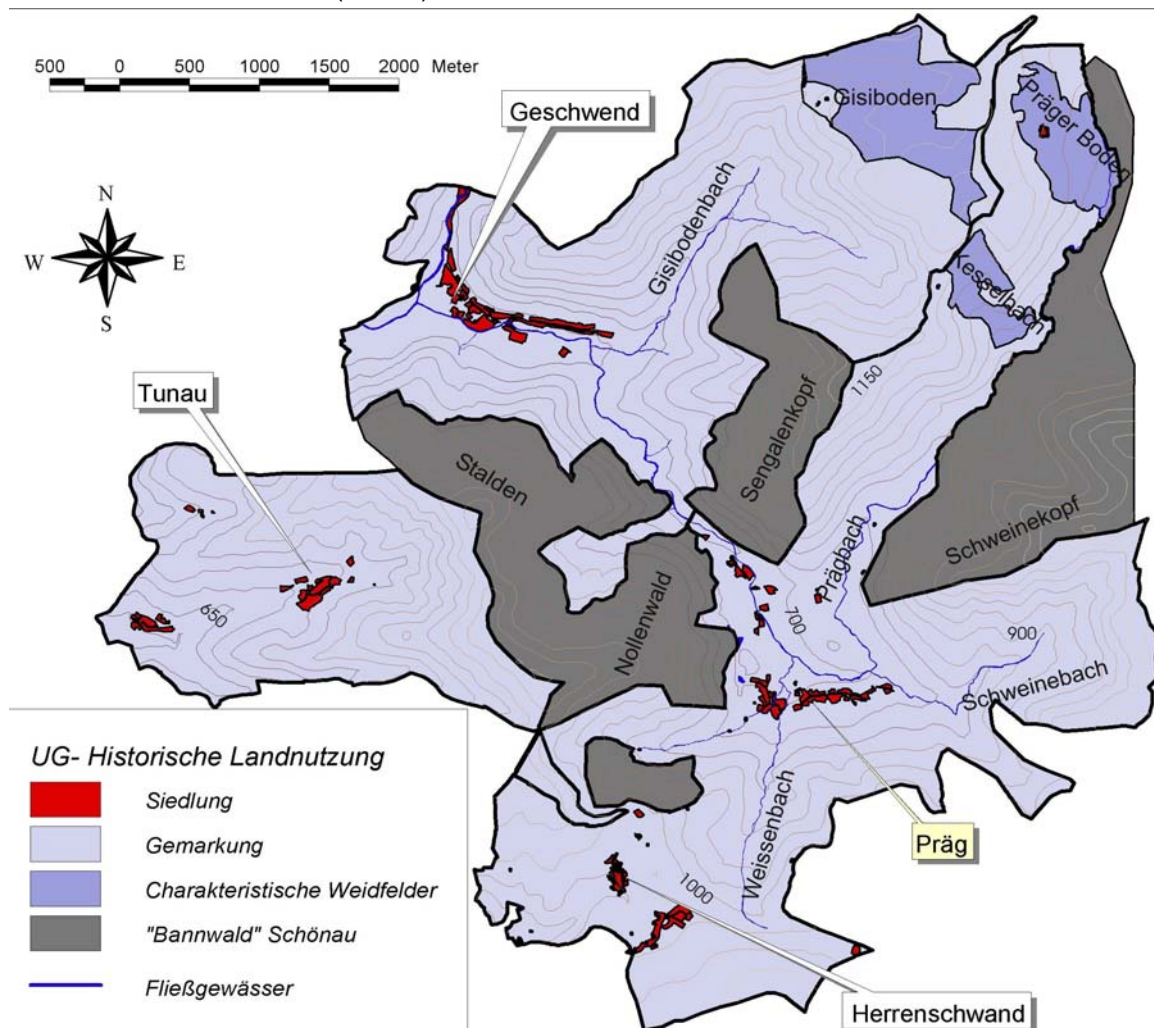 500 0 500 1000 1500 2000 Meter
Geschwend
Gisiboden
Präger Boden
N
W E
S
Gisibodenbach
Kesselbach
Tunau
1150
Stalden
Sengalenkopf
Schweinekopf
Prägbach
650
Nollenwald
700
900
Schweinebach
UG- Historische Landnutzung
Siedlung
Gemarkung
Präg
Weissenbach
Charakteristische Weidfelder
1000
"Bannwald" Schönau
Fließgewässer
Herrenschwand